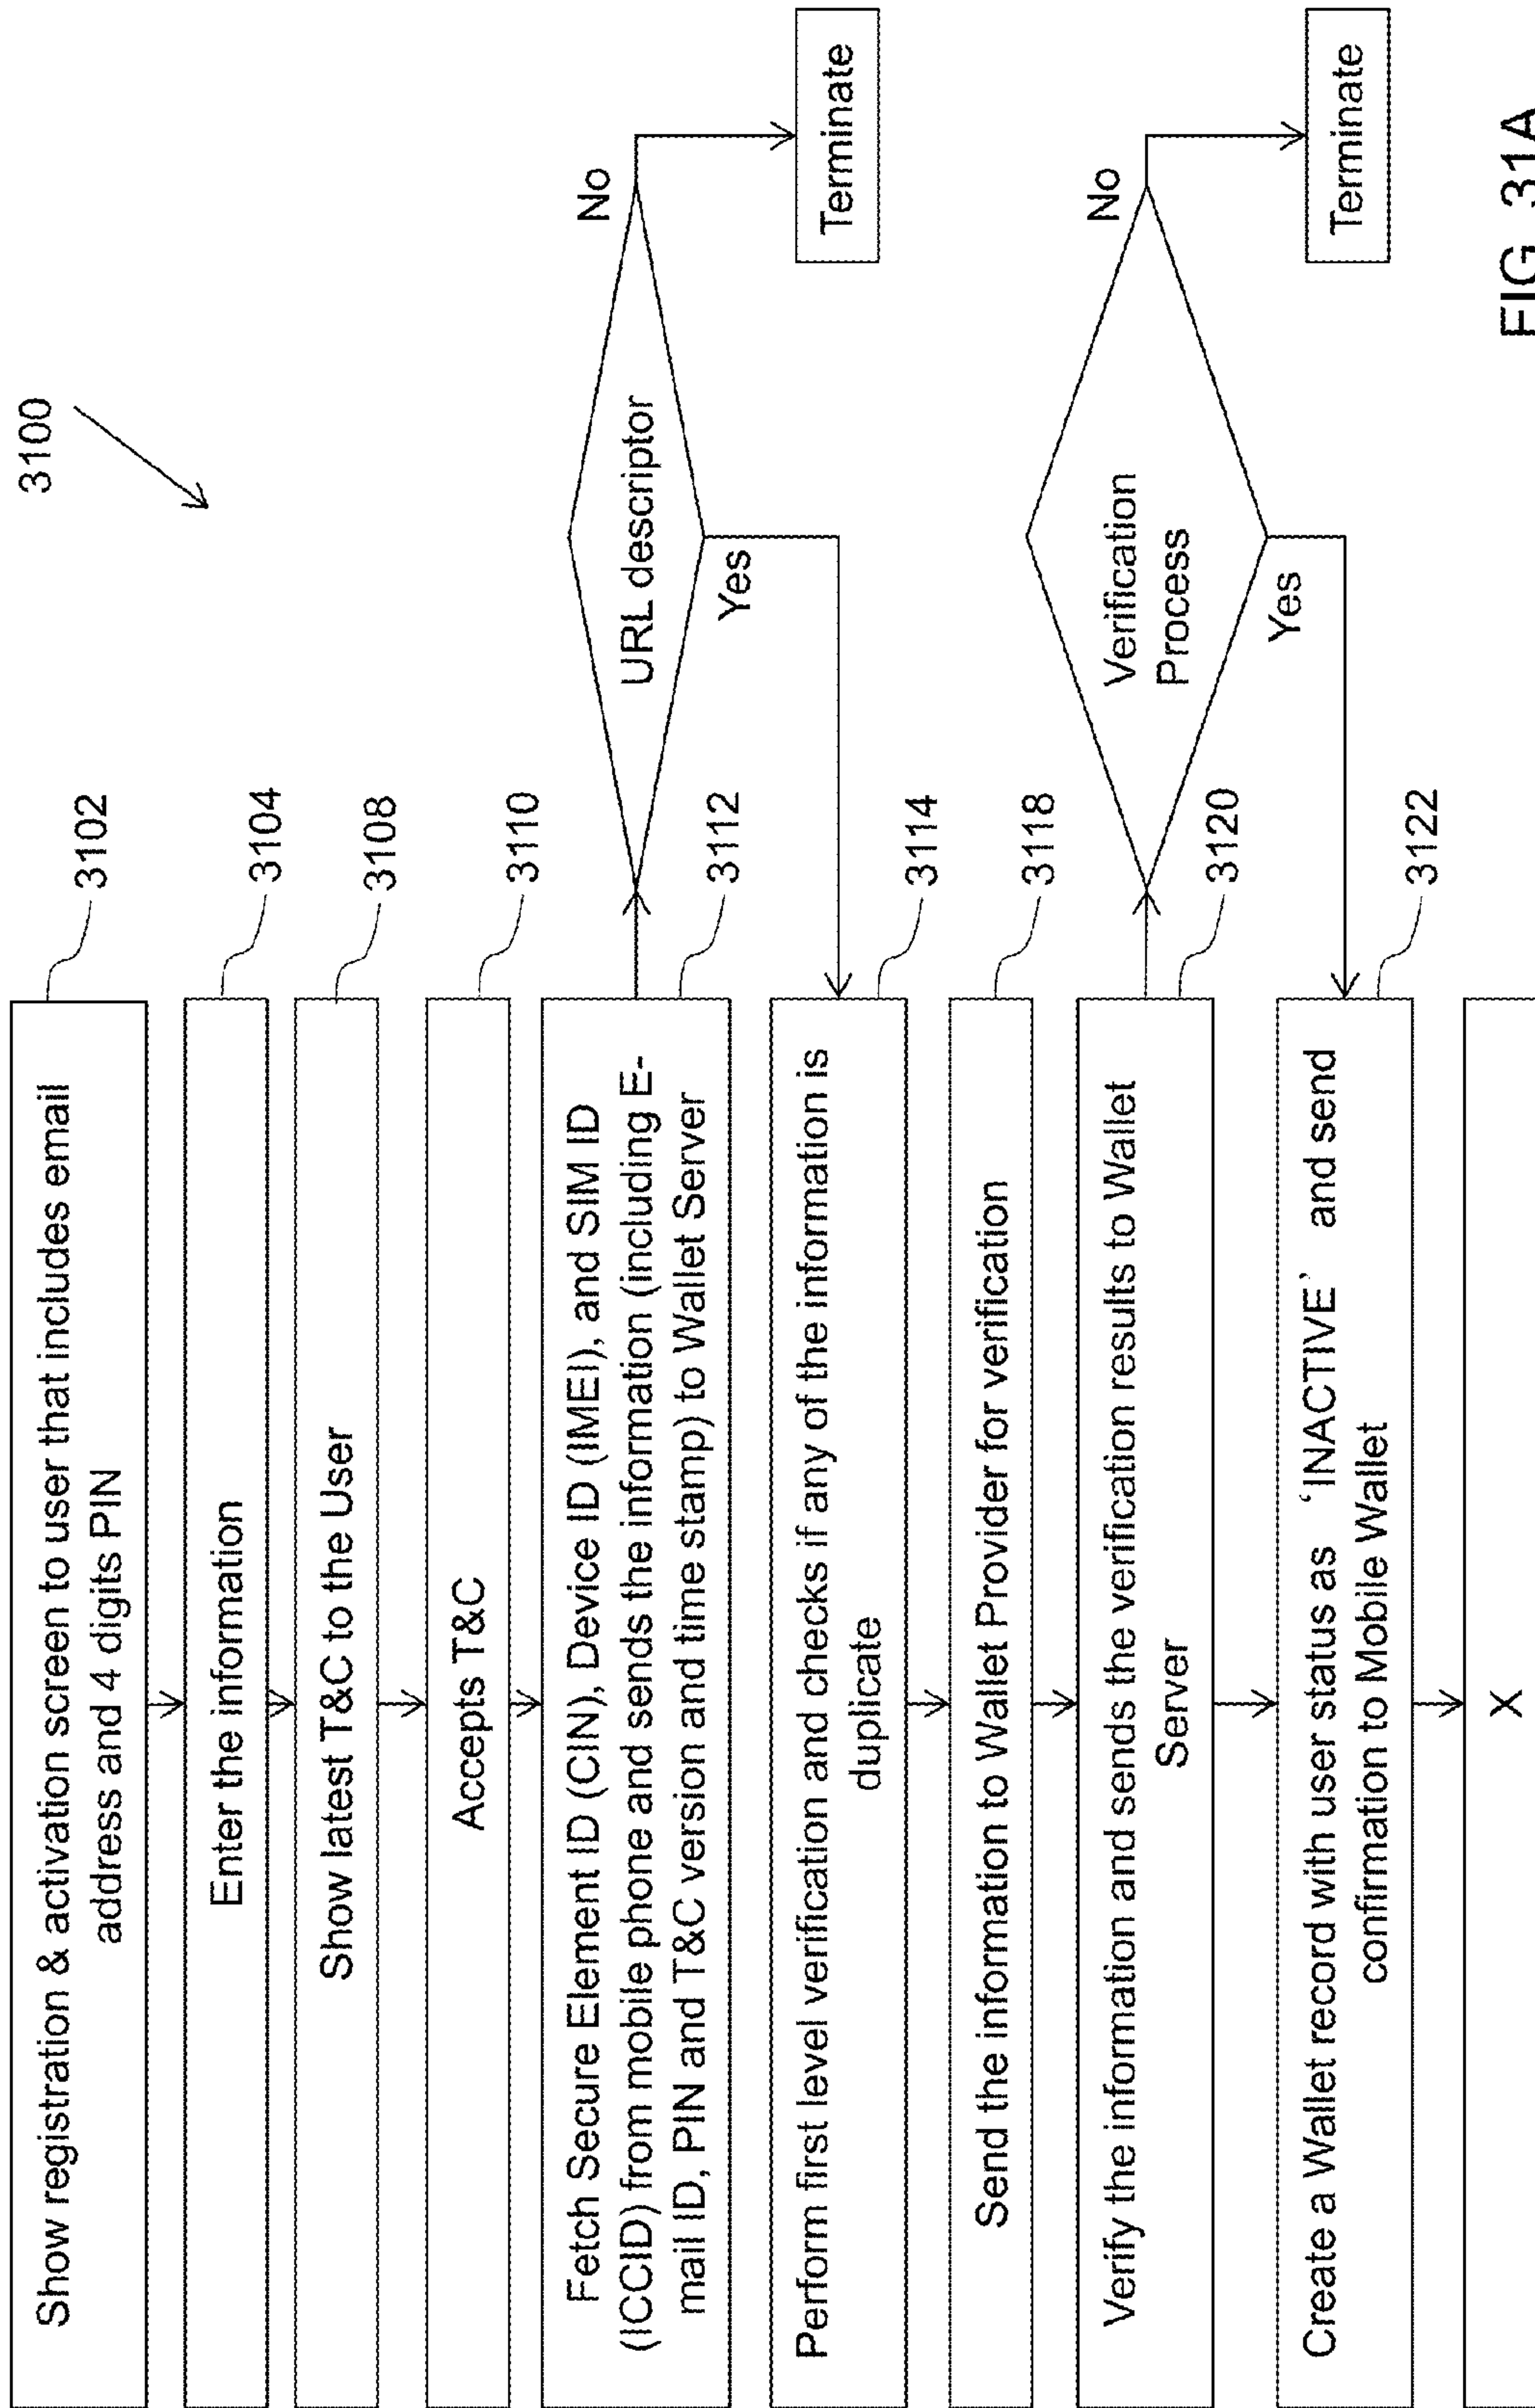 3100
Show registration & activation screen to user that includes email
address and 4 digits PIN
3102
Enter the information
3104
Show latest T&C to the User
3108
Accepts T&C
3110
Fetch Secure Element ID (CIN), Device ID (IMEI), and SIM ID
(ICCID) from mobile phone and sends the information (including E-
mail ID, PIN and T&C version and time stamp) to Wallet Server
3112
URL descriptor
No
Terminate
Yes
Perform first level verification and checks if any of the information is
duplicate
3114
Send the information to Wallet Provider for verification
3118
Verify the information and sends the verification results to Wallet
Server
3120
Verification
Process
No
Terminate
Yes
Create a Wallet record with user status as ‘INACTIVE’ and send
confirmation to Mobile Wallet
3122
X
FIG. 31A